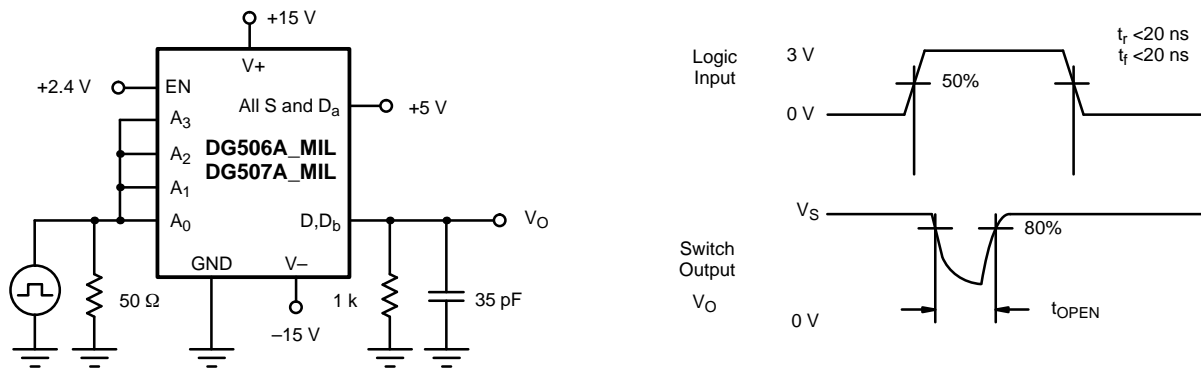 +15 V
V+
+2.4 V
EN
All S and Da
+5 V
A3
A2
A1
A0
DG506A_MIL
DG507A_MIL
D,Db
VO
GND
V–
50 Ω
1 k
35 pF
–15 V
Logic
Input
3 V
0 V
50%
tr <20 ns
tf <20 ns
VS
Switch
Output
VO
0 V
80%
tOPEN